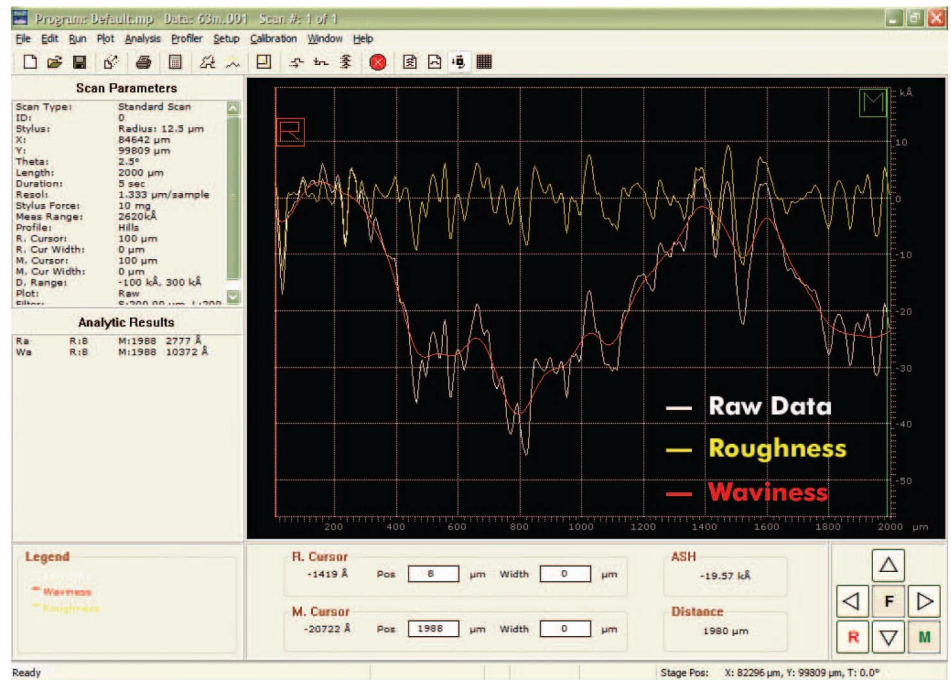 Program: Default.mp Data: 63m.001 Scan #: 1 of 1
File Edit Run Plot Analysis Profiler Setup Calibration Window Help
Scan Parameters
Scan Type: Standard Scan
ID: 0
Stylus: Radius: 12.5 µm
X: 84642 µm
Y: 99809 µm
Theta: 2.5°
Length: 2000 µm
Duration: 5 sec
Resol: 1.333 µm/sample
Stylus Force: 10 mg
Meas Range: 2620kÅ
Profile: Hills
R. Cursor: 100 µm
R. Cur Width: 0 µm
M. Cursor: 100 µm
M. Cur Width: 0 µm
D. Range: -100 kÅ, 300 kÅ
Plot: Raw
Analytic Results
Ra R:8 M:1988 2777 Å
Wa R:8 M:1988 10372 Å
R
M
kÅ
10
0
-10
-20
-30
-40
-50
Raw Data
Roughness
Waviness
200 400 600 800 1000 1200 1400 1600 1800 2000 µm
Legend
Waviness
Roughness
R. Cursor
-1419 Å Pos 8 µm Width 0 µm
M. Cursor
-20722 Å Pos 1988 µm Width 0 µm
ASH
-19.57 kÅ
Distance
1980 µm
F
R
M
Ready
Stage Pos: X: 82296 µm, Y: 99809 µm, T: 0.0°